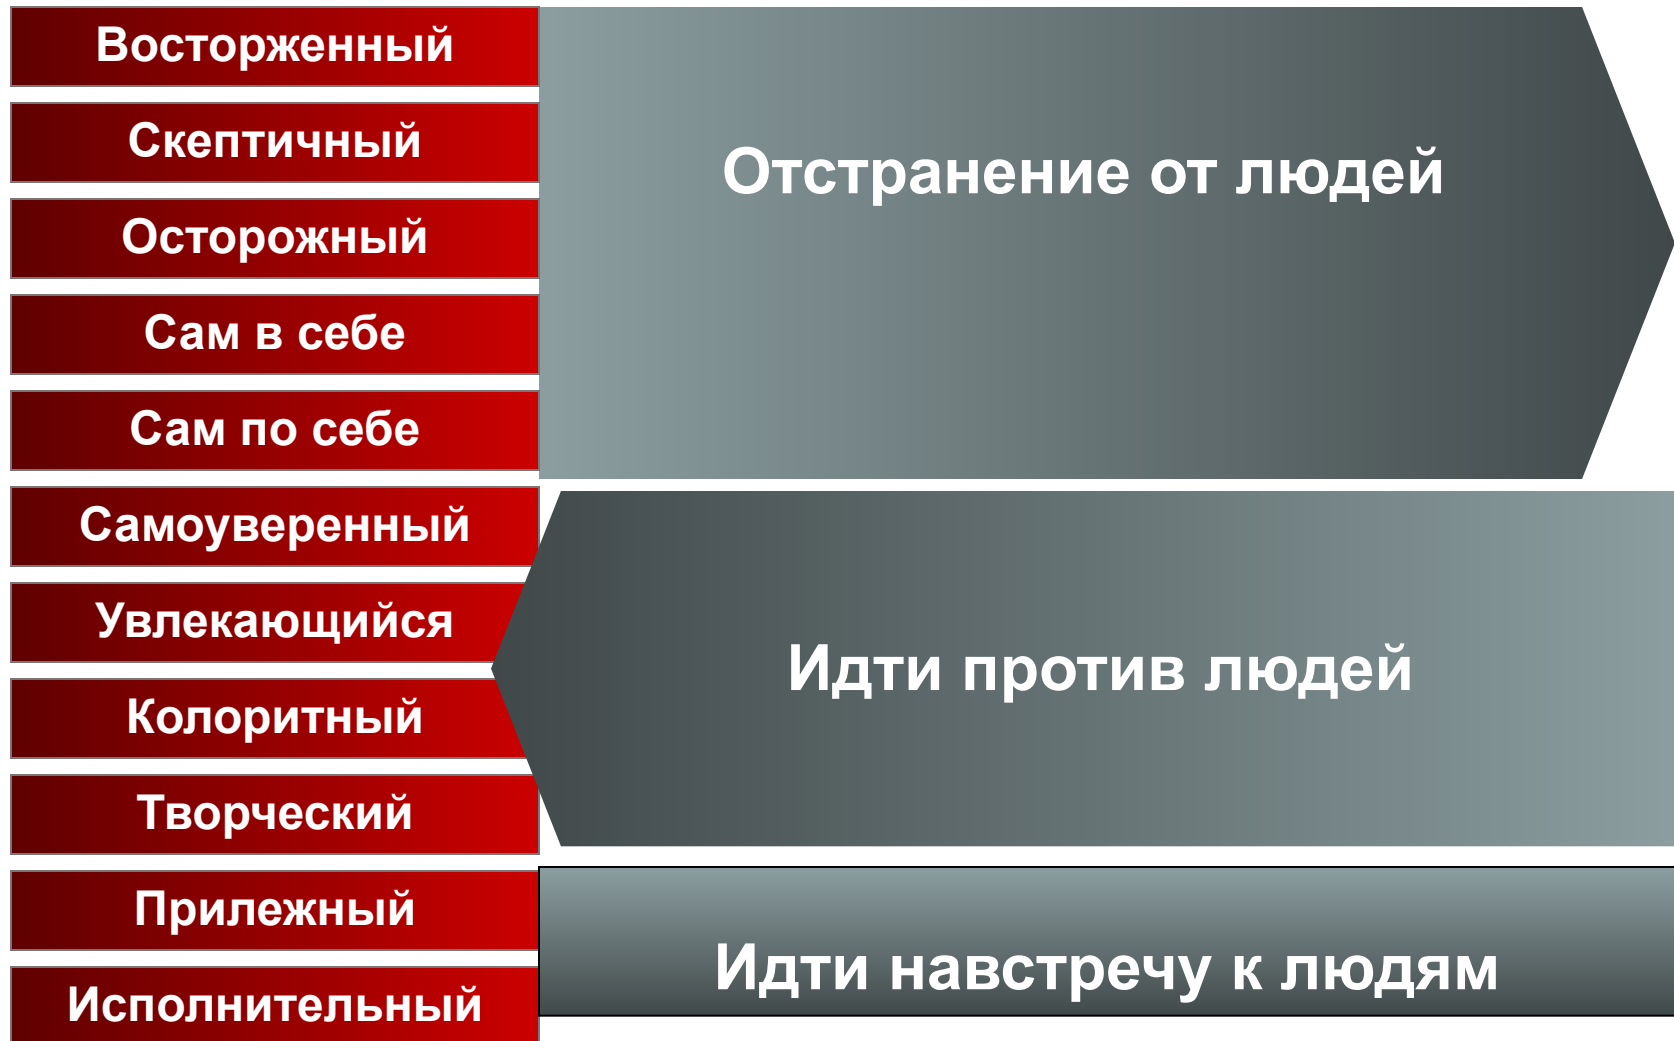 Восторженный
Скептичный
Осторожный
Сам в себе
Сам по себе
Отстранение от людей
Самоуверенный
Увлекающийся
Колоритный
Творческий
Идти против людей
Прилежный
Исполнительный
Идти навстречу к людям